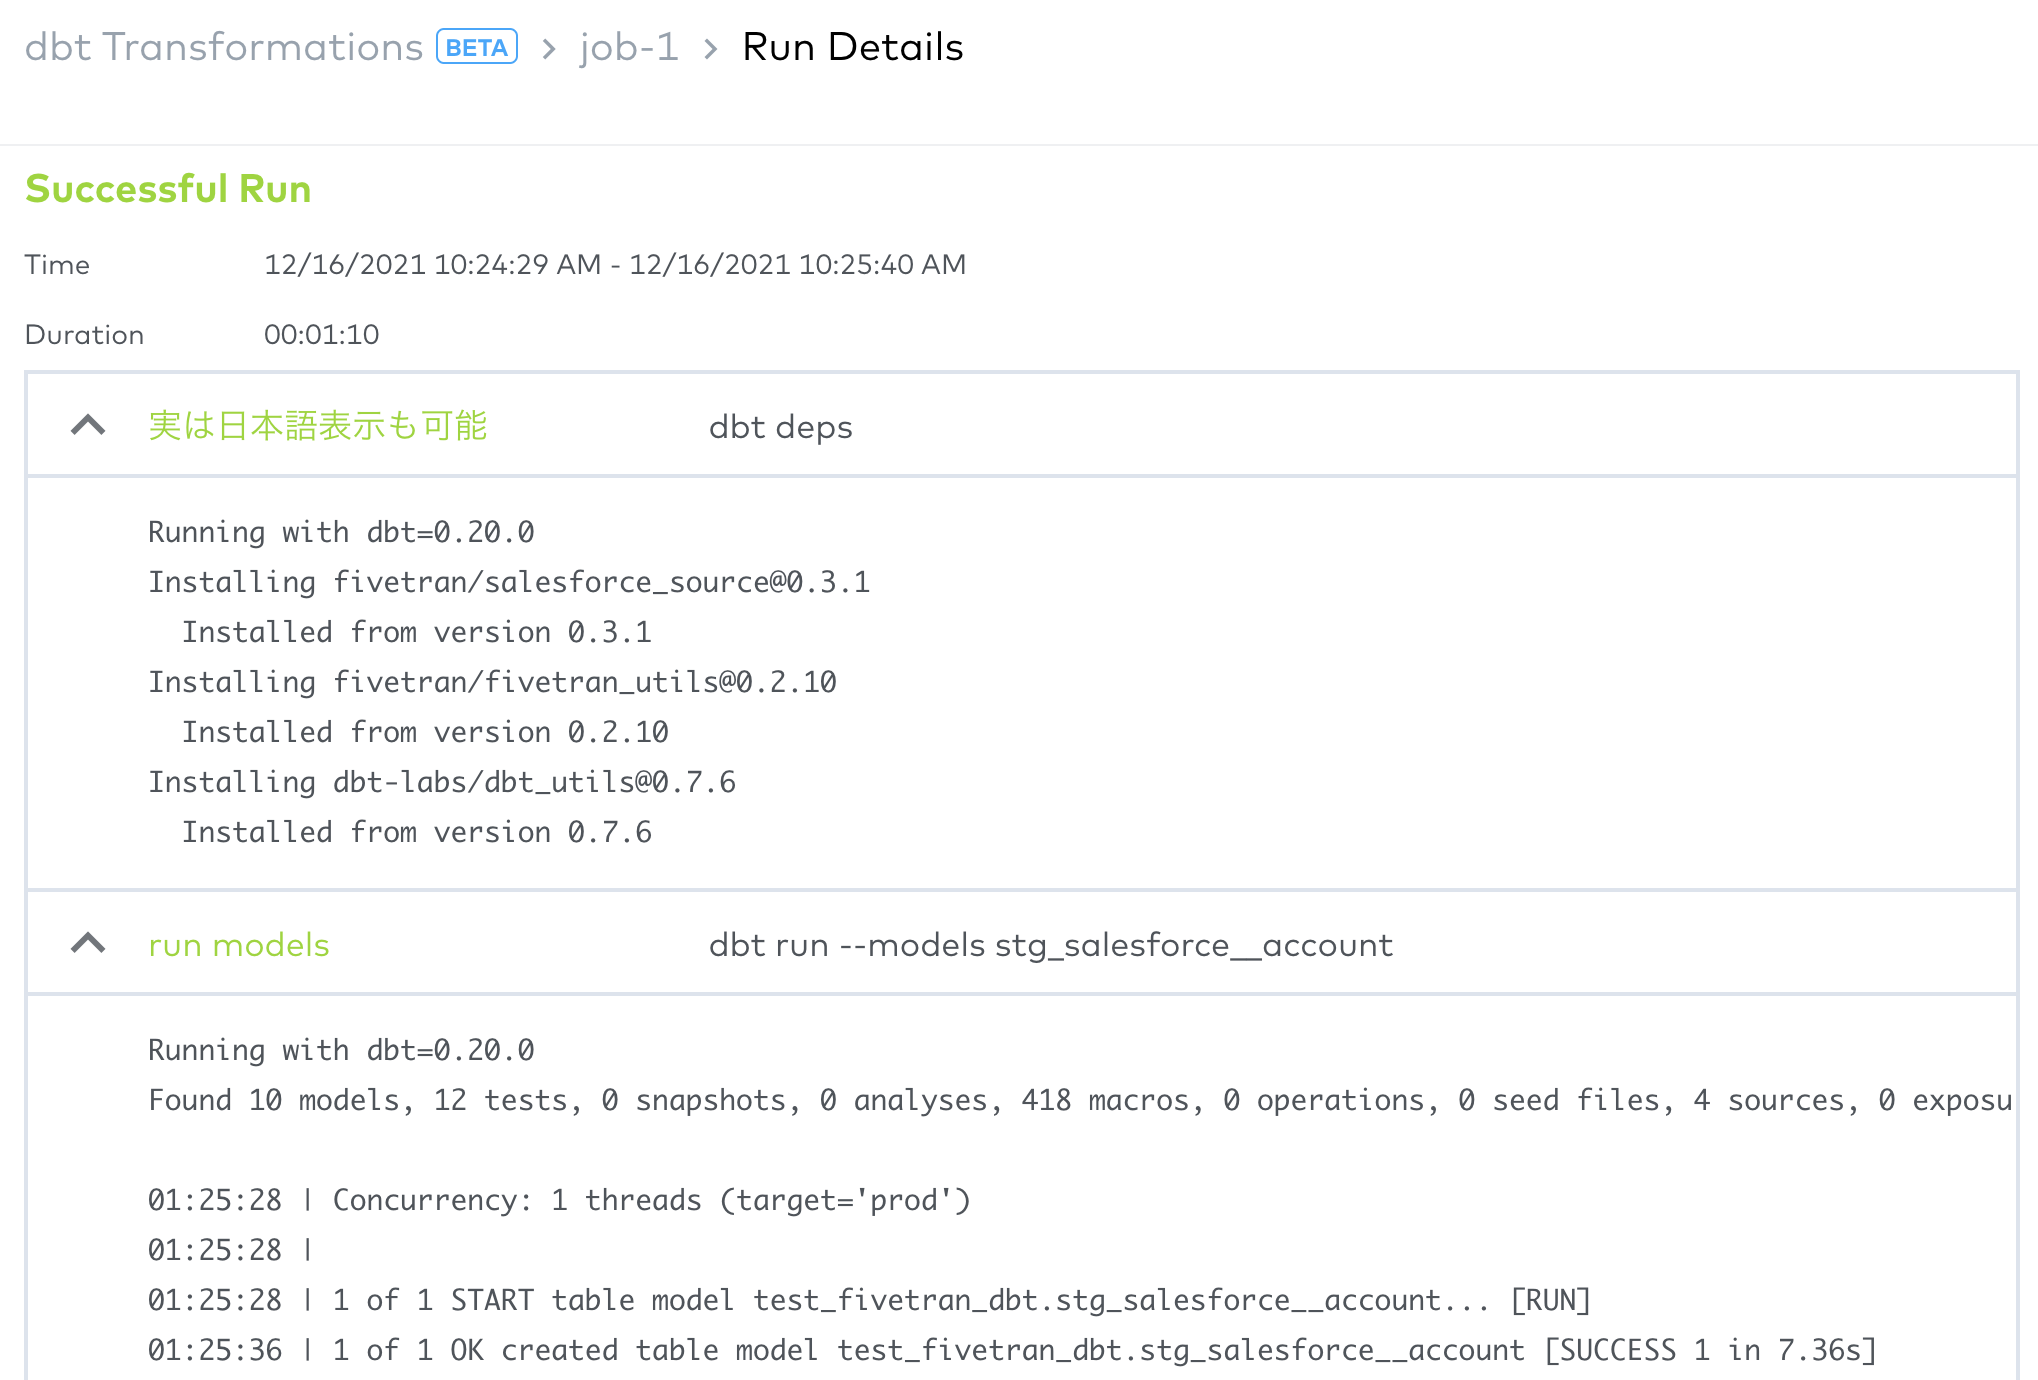 dbt Transformations BETA > job-1 > Run Details
Successful Run
Time 12/16/2021 10:24:29 AM - 12/16/2021 10:25:40 AM
Duration 00:01:10
実は日本語表示も可能 dbt deps
Running with dbt=0.20.0
Installing fivetran/salesforce_source@0.3.1
Installed from version 0.3.1
Installing fivetran/fivetran_utils@0.2.10
Installed from version 0.2.10
Installing dbt-labs/dbt_utils@0.7.6
Installed from version 0.7.6
run models dbt run --models stg_salesforce__account
Running with dbt=0.20.0
Found 10 models, 12 tests, 0 snapshots, 0 analyses, 418 macros, 0 operations, 0 seed files, 4 sources, 0 exposu
01:25:28 | Concurrency: 1 threads (target='prod')
01:25:28 |
01:25:28 | 1 of 1 START table model test_fivetran_dbt.stg_salesforce__account... [RUN]
01:25:36 | 1 of 1 OK created table model test_fivetran_dbt.stg_salesforce__account [SUCCESS 1 in 7.36s]